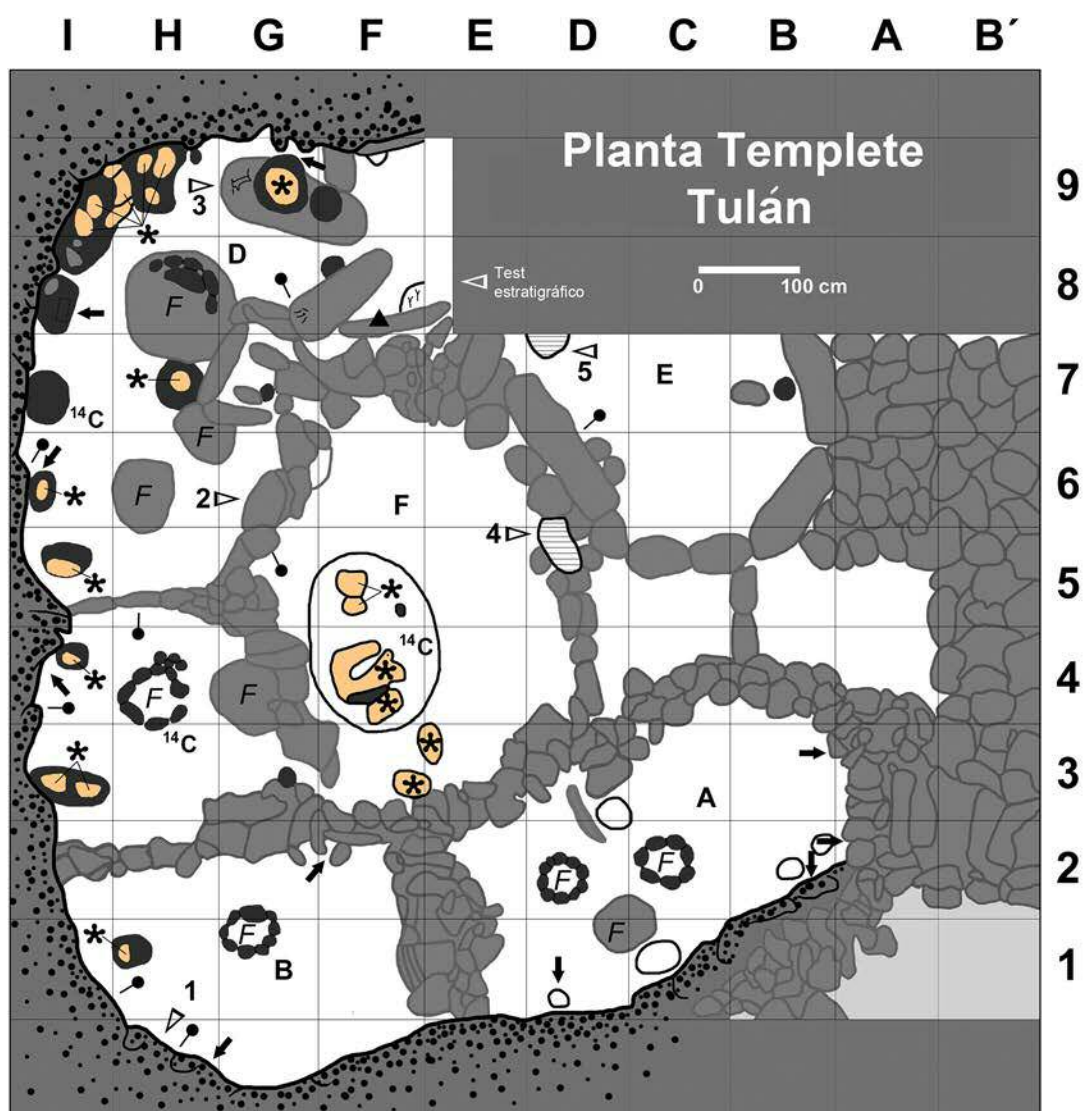 I H G F E D C B A B´
Planta Templete
Tulán
9
3
*
*
D
Test
estratigráfico
0 100 cm
8
F
*
5
E
7
14C
F
*
F
2
F
4
6
*
*
5
14C
*
F
F
*
*
4
14C
*
*
*
A
3
F
F
2
*
F
B
F
1
1